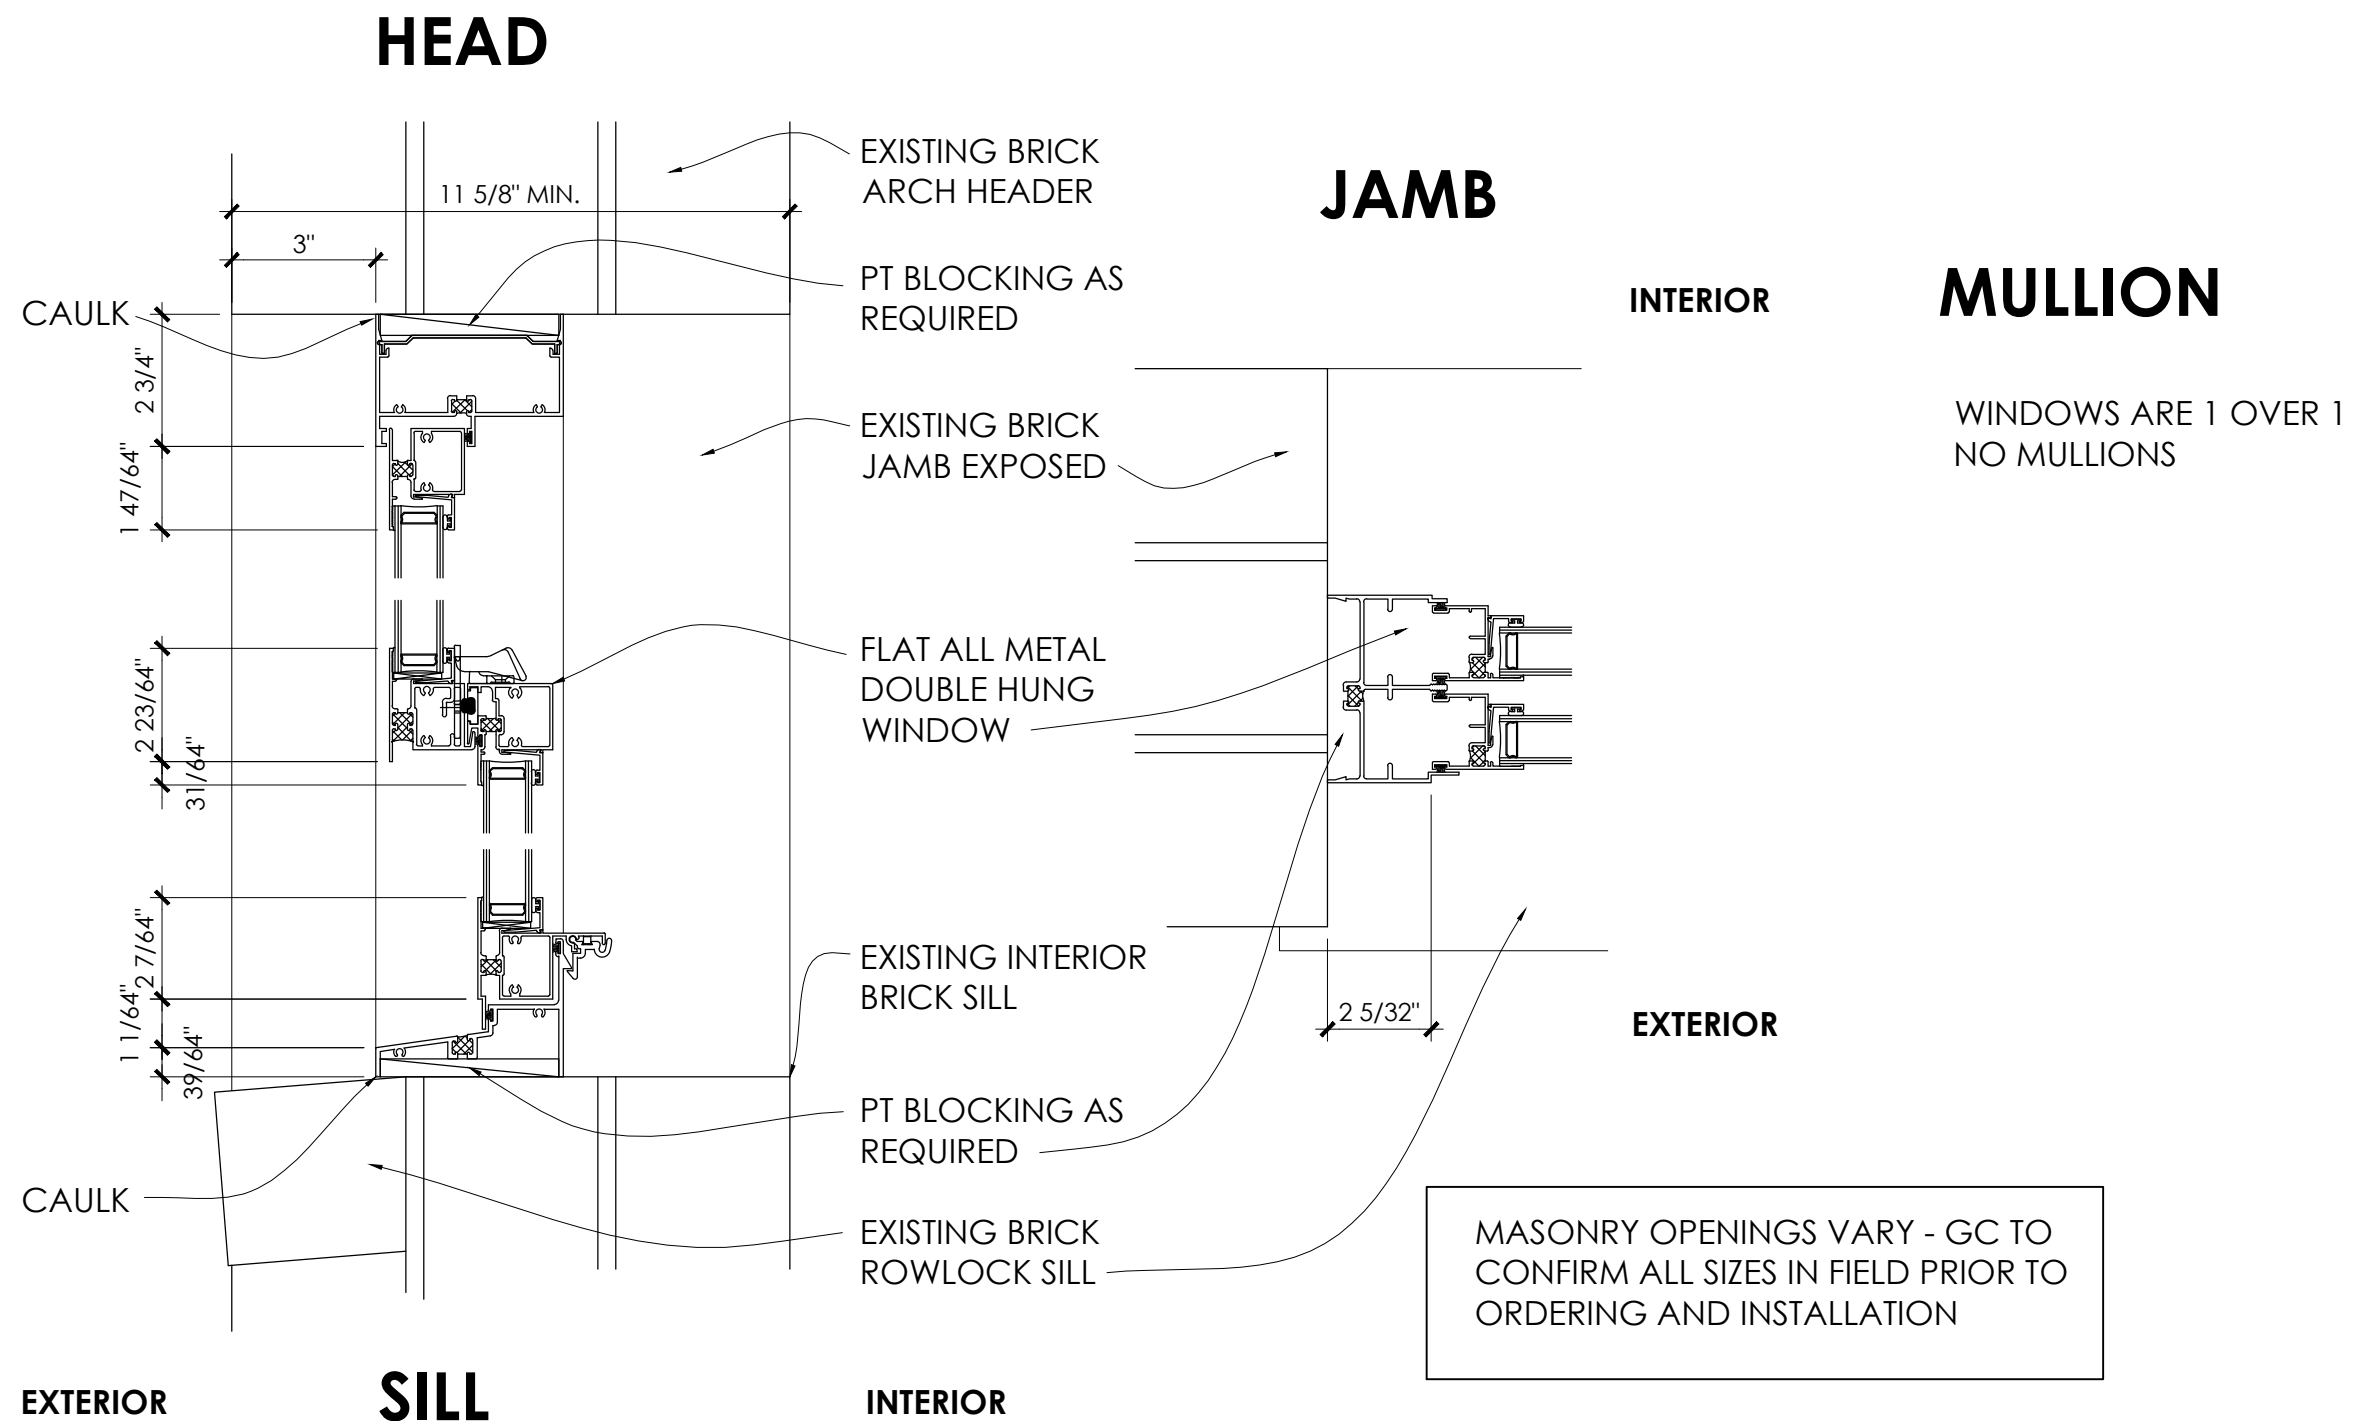 HEAD
EXISTING BRICK
ARCH HEADER
11 5/8" MIN.
3"
JAMB
PT BLOCKING AS
REQUIRED
INTERIOR
MULLION
CAULK
2 3/4"
WINDOWS ARE 1 OVER 1
NO MULLIONS
EXISTING BRICK
JAMB EXPOSED
1 47/64"
FLAT ALL METAL
DOUBLE HUNG
WINDOW
2 23/64"
31/64"
2 7/64"
EXISTING INTERIOR
BRICK SILL
2 5/32"
EXTERIOR
1 11/64"
39/64"
PT BLOCKING AS
REQUIRED
CAULK
EXISTING BRICK
ROWLOCK SILL
MASONRY OPENINGS VARY - GC TO
CONFIRM ALL SIZES IN FIELD PRIOR TO
ORDERING AND INSTALLATION
EXTERIOR
SILL
INTERIOR